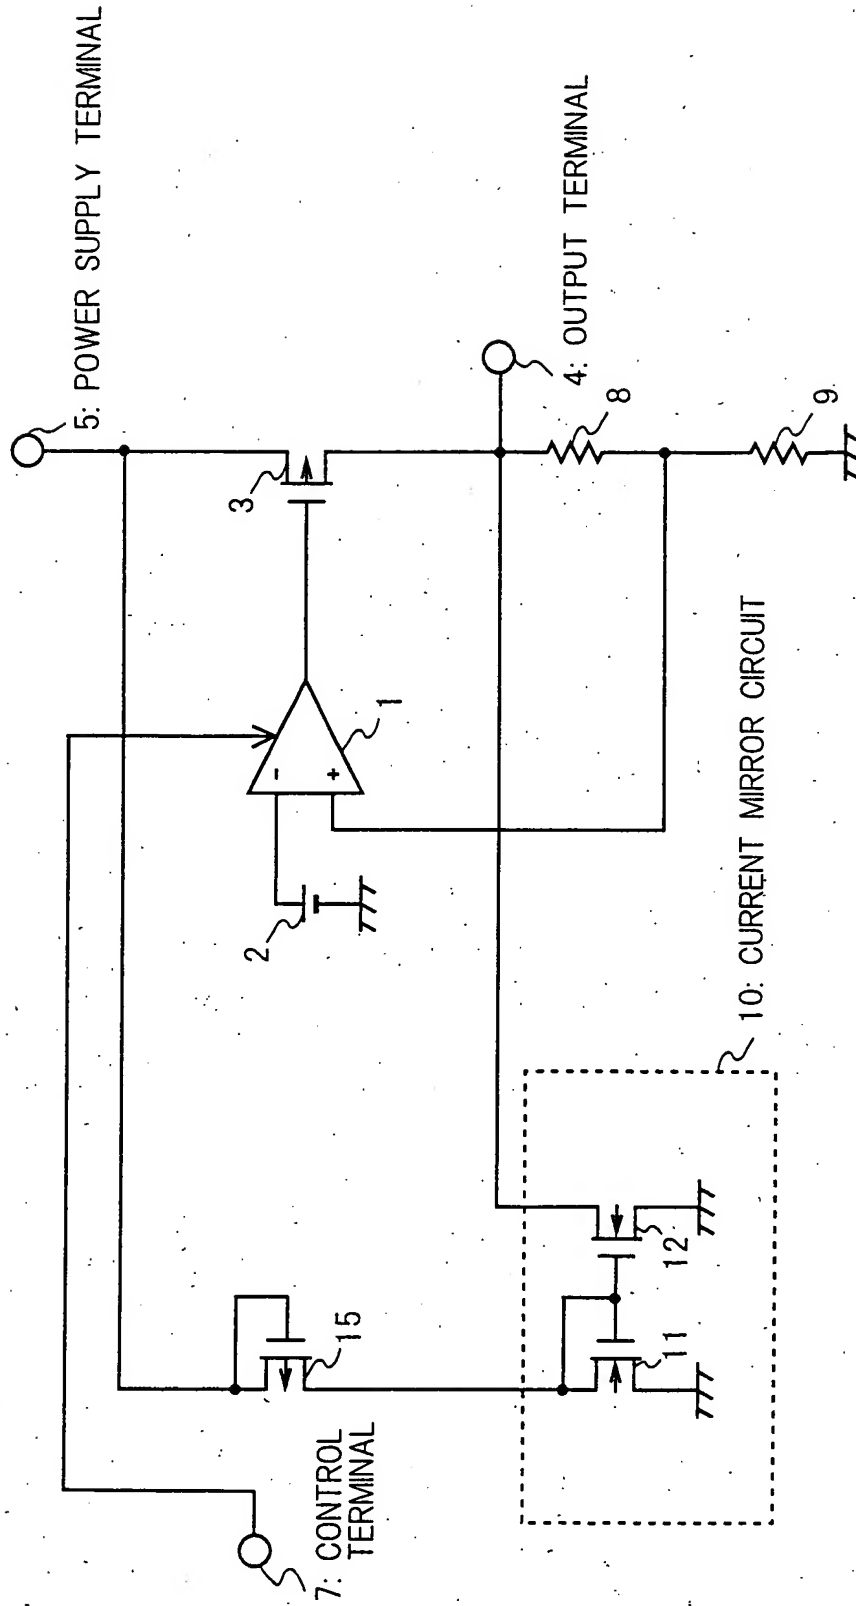 5: POWER SUPPLY TERMINAL
3
4: OUTPUT TERMINAL
8
9
1
-
+
2
10: CURRENT MIRROR CIRCUIT
15
12
11
7: CONTROL
TERMINAL